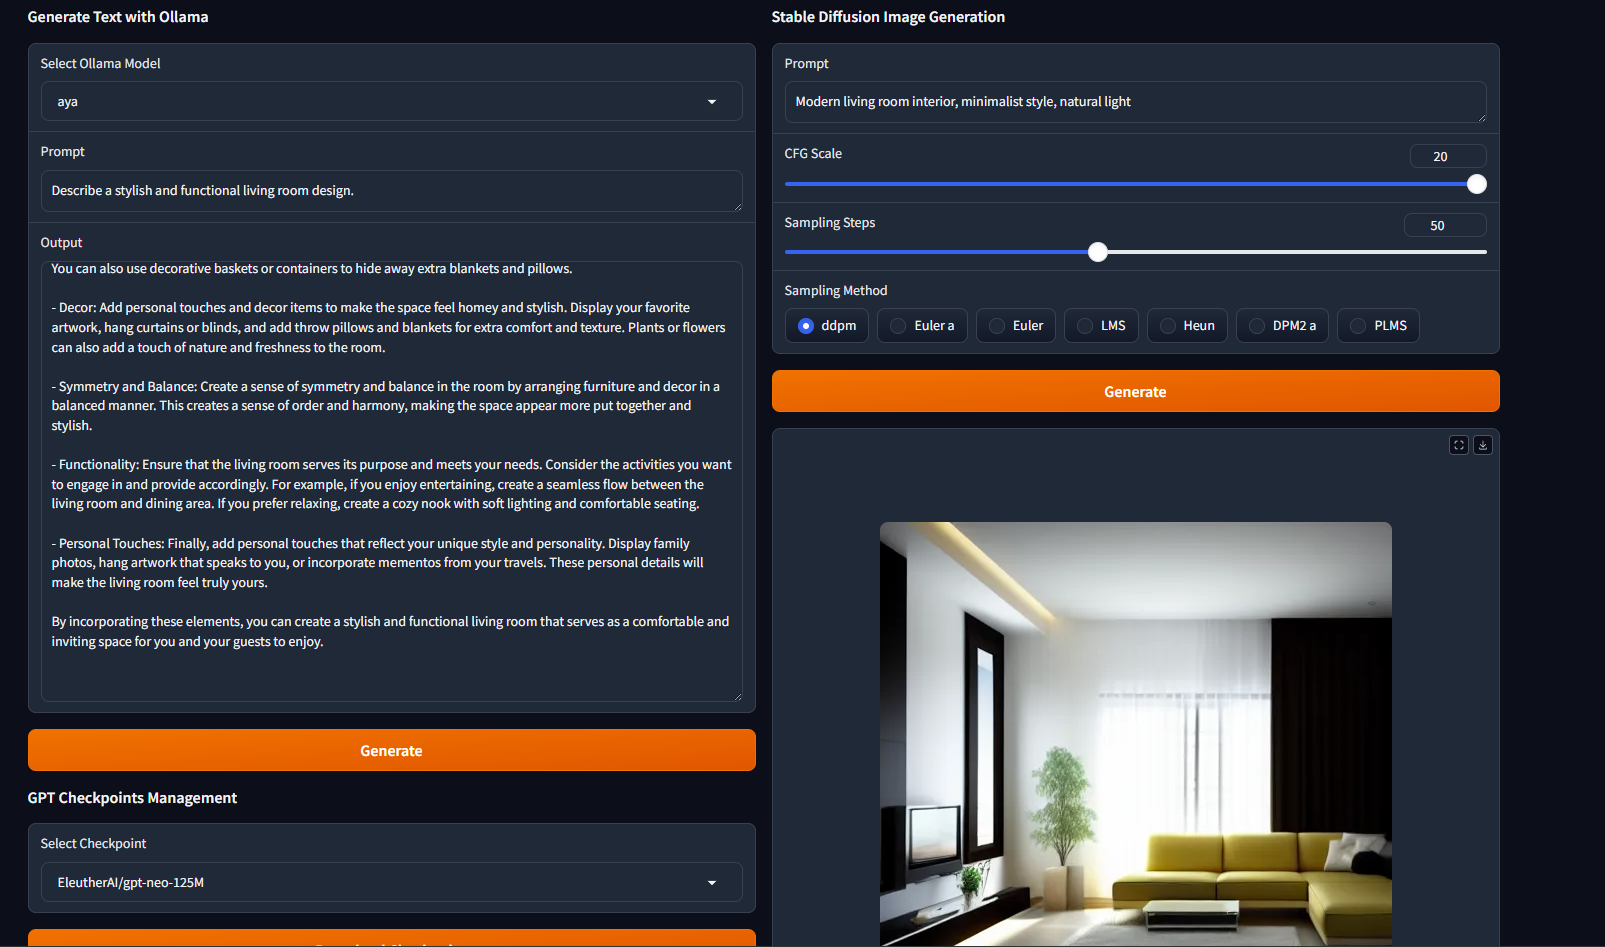 Generate Text with Ollama
Select Ollama Model
aya
Prompt
Describe a stylish and functional living room design.
Output
You can also use decorative baskets or containers to hide away extra blankets and pillows.
- Decor: Add personal touches and decor items to make the space feel homey and stylish. Display your favorite
artwork, hang curtains or blinds, and add throw pillows and blankets for extra comfort and texture. Plants or flowers
can also add a touch of nature and freshness to the room.
- Symmetry and Balance: Create a sense of symmetry and balance in the room by arranging furniture and decor in a
balanced manner. This creates a sense of order and harmony, making the space appear more put together and
stylish.
- Functionality: Ensure that the living room serves its purpose and meets your needs. Consider the activities you want
to engage in and provide accordingly. For example, if you enjoy entertaining, create a seamless flow between the
living room and dining area. If you prefer relaxing, create a cozy nook with soft lighting and comfortable seating.
- Personal Touches: Finally, add personal touches that reflect your unique style and personality. Display family
photos, hang artwork that speaks to you, or incorporate mementos from your travels. These personal details will
make the living room feel truly yours.
By incorporating these elements, you can create a stylish and functional living room that serves as a comfortable and
inviting space for you and your guests to enjoy.
Generate
GPT Checkpoints Management
Select Checkpoint
EleutherAI/gpt-neo-125M
Stable Diffusion Image Generation
Prompt
Modern living room interior, minimalist style, natural light
CFG Scale
20
Sampling Steps
50
Sampling Method
ddpm Euler a Euler LMS Heun DPM2 a PLMS
Generate